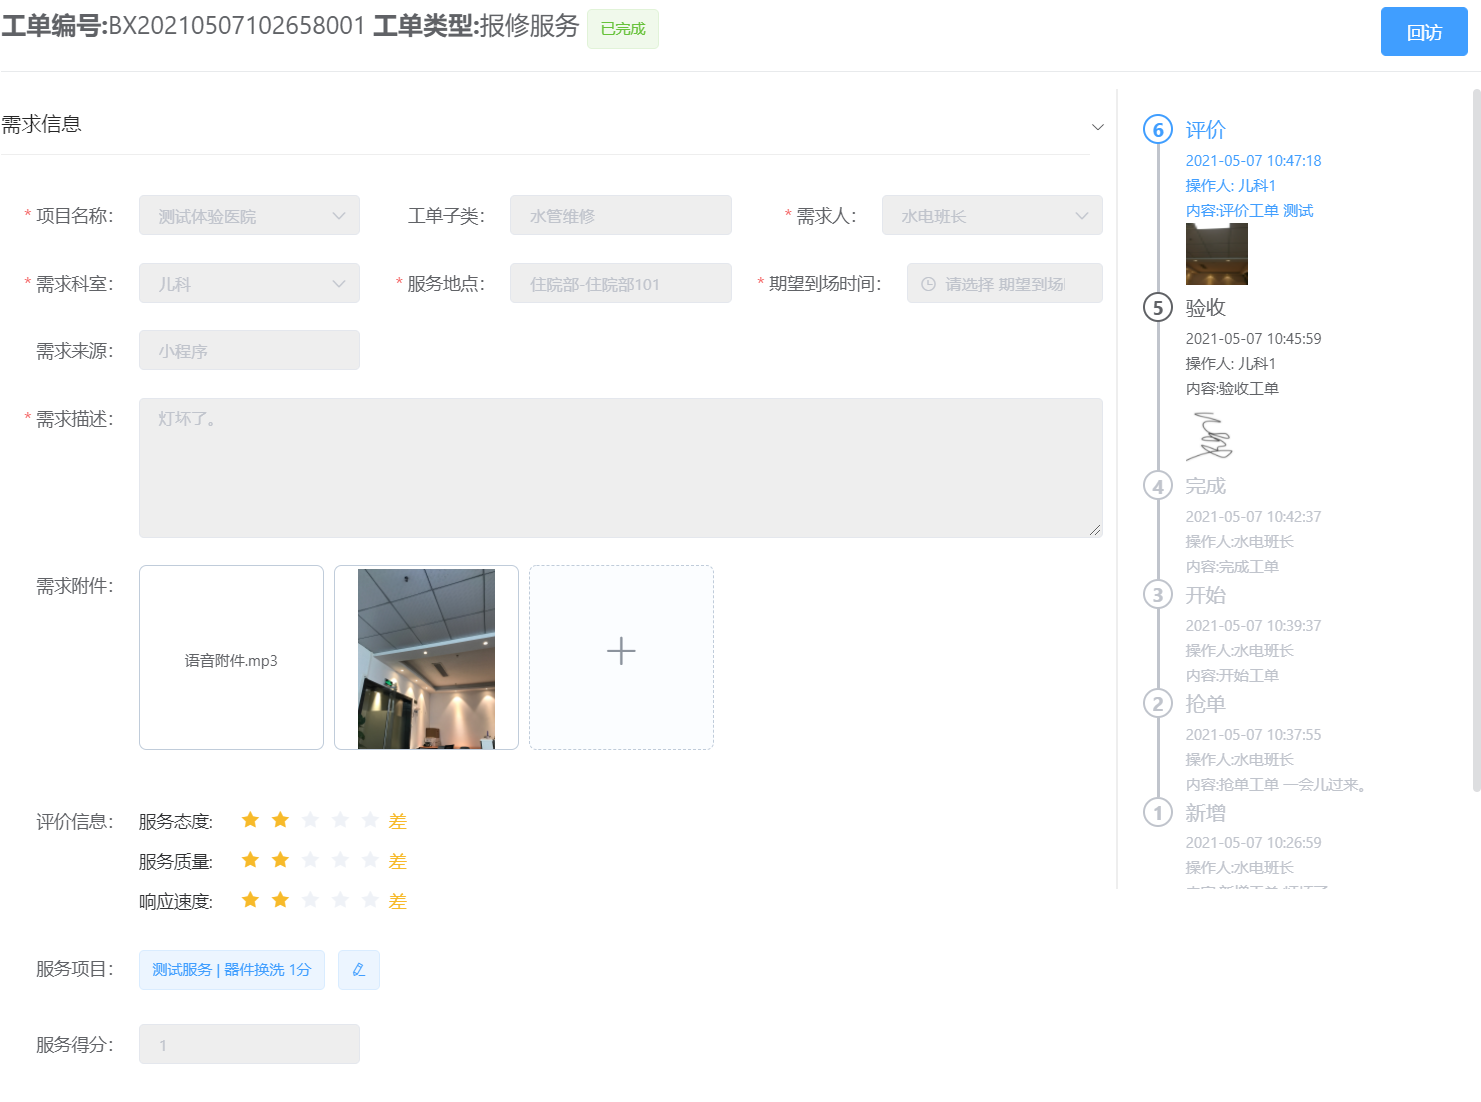 工单编号:BX20210507102658001 工单类型:报修服务 已完成
回访
需求信息
* 项目名称: 测试体验医院 工单子类: 水管维修 * 需求人: 水电班长
* 需求科室: 儿科 * 服务地点: 住院部-住院部101 * 期望到场时间: 请选择 期望到场
需求来源: 小程序
* 需求描述: 灯坏了。
需求附件: 语音附件.mp3
评价信息: 服务态度: 差
服务质量: 差
响应速度: 差
服务项目: 测试服务 | 器件换洗 1分
服务得分: 1
6 评价
2021-05-07 10:47:18
操作人: 儿科1
内容:评价工单 测试
5 验收
2021-05-07 10:45:59
操作人: 儿科1
内容:验收工单
4 完成
2021-05-07 10:42:37
操作人:水电班长
内容:完成工单
3 开始
2021-05-07 10:39:37
操作人:水电班长
内容:开始工单
2 抢单
2021-05-07 10:37:55
操作人:水电班长
内容:抢单工单 一会儿过来。
1 新增
2021-05-07 10:26:59
操作人:水电班长